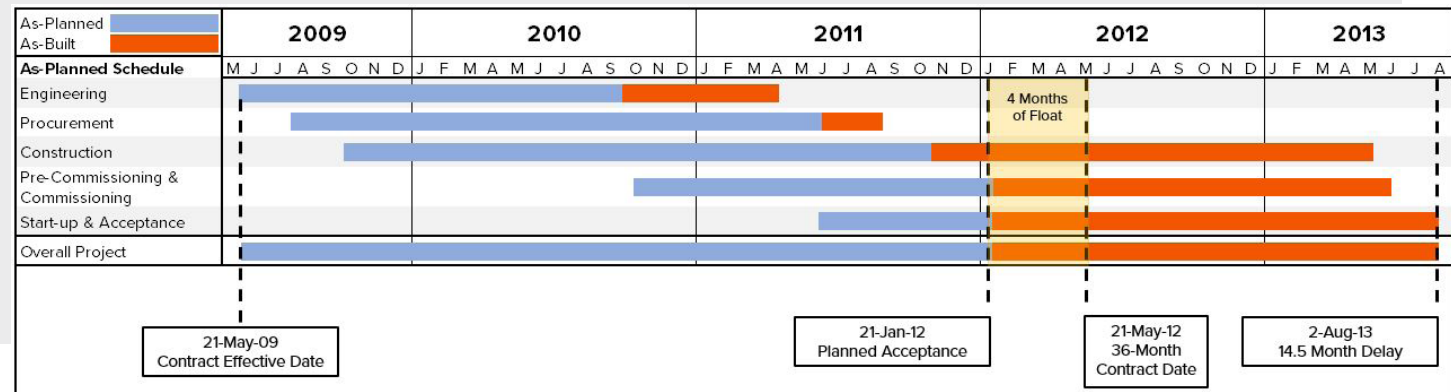 As-Planned
As-Built
2009 2010 2011 2012 2013
As-Planned Schedule M J J A S O N D J F M A M J J A S O N D J F M A M J J A S O N D J F M A M J J A S O N D J F M A M J J A
Engineering
4 Months
of Float
Procurement
Construction
Pre-Commissioning &
Commissioning
Start-up & Acceptance
Overall Project
21-May-09
Contract Effective Date
21-Jan-12
Planned Acceptance
21-May-12
36-Month
Contract Date
2-Aug-13
14.5 Month Delay